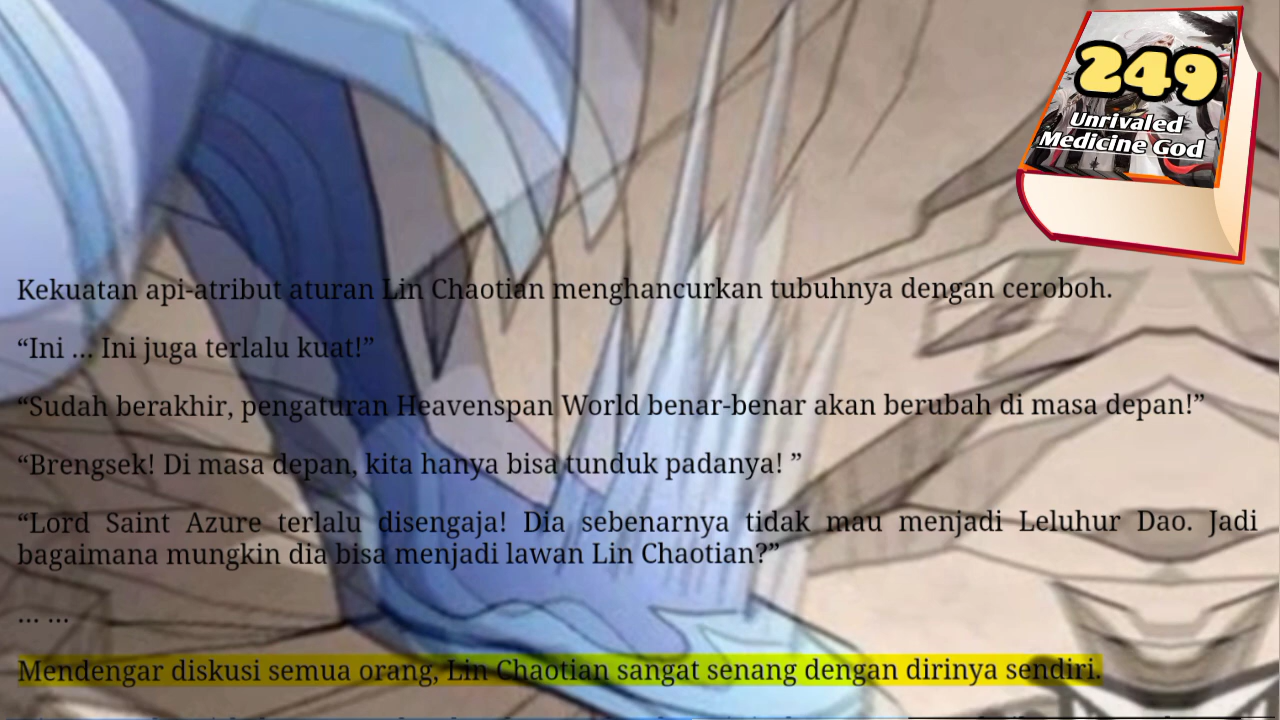 249
Unrivaled
Medicine God
Kekuatan api-atribut aturan Lin Chaotian menghancurkan tubuhnya dengan ceroboh.
“Ini ... Ini juga terlalu kuat!”
“Sudah berakhir, pengaturan Heavenspan World benar-benar akan berubah di masa depan!”
“Brengsek! Di masa depan, kita hanya bisa tunduk padanya! ”
“Lord Saint Azure terlalu disengaja! Dia sebenarnya tidak mau menjadi Leluhur Dao. Jadi
bagaimana mungkin dia bisa menjadi lawan Lin Chaotian?”
... ...
Mendengar diskusi semua orang, Lin Chaotian sangat senang dengan dirinya sendiri.